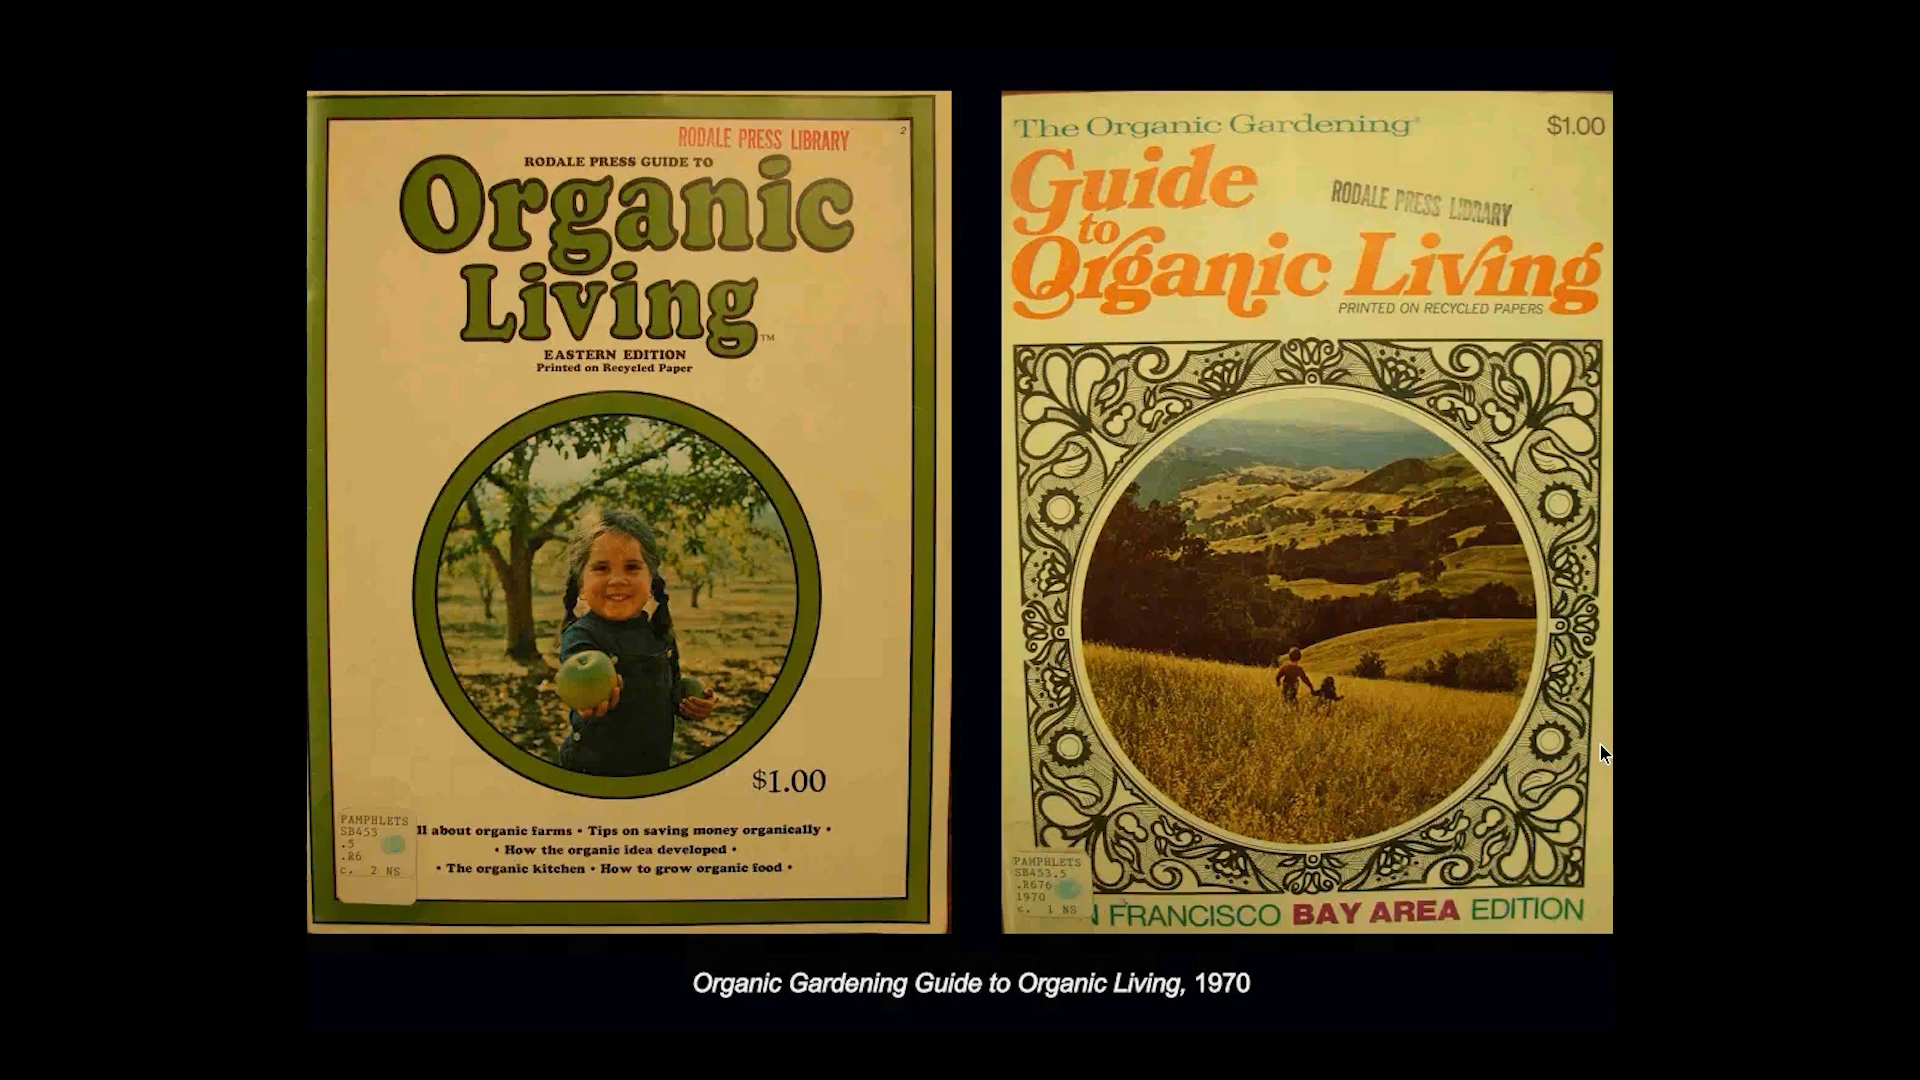 RODALE PRESS LIBRARY
2
RODALE PRESS GUIDE TO
Organic
Living™
EASTERN EDITION
Printed on Recycled Paper
$1.00
ll about organic farms • Tips on saving money organically •
• How the organic idea developed •
• The organic kitchen • How to grow organic food •
PAMPHLETS
SB453
.5
.R6
c. 2 NS
The Organic Gardening®
$1.00
Guide
to
Organic Living
RODALE PRESS LIBRARY
PRINTED ON RECYCLED PAPERS
PAMPHLETS
SB453.5
.R676
1970
c. 1 NS
N FRANCISCO BAY AREA EDITION
Organic Gardening Guide to Organic Living, 1970